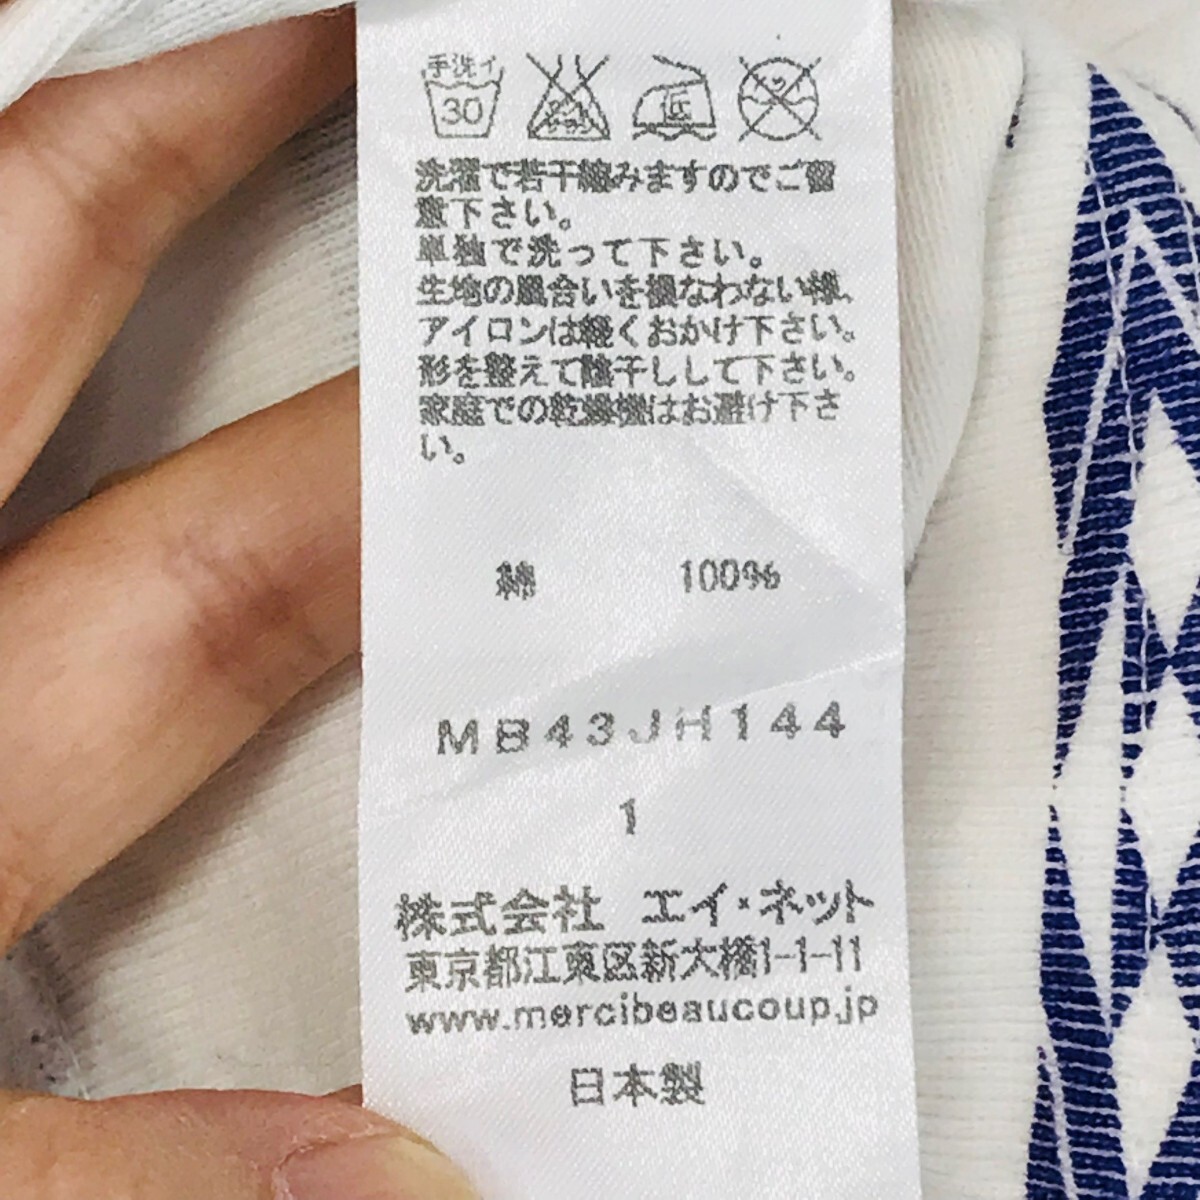 手洗イ
30
低
洗濯で若干縮みますのでご留
意下さい。
単独で洗って下さい。
生地の風合いを損なわない様、
アイロンは軽くおかけ下さい。
形を整えて陰干しして下さい。
家庭での乾燥機はお避け下さ
い。
綿 100%
MB43JH144
1
株式会社 エイ・ネット
東京都江東区新大橋1-1-11
www.mercibeaucoup.jp
日本製